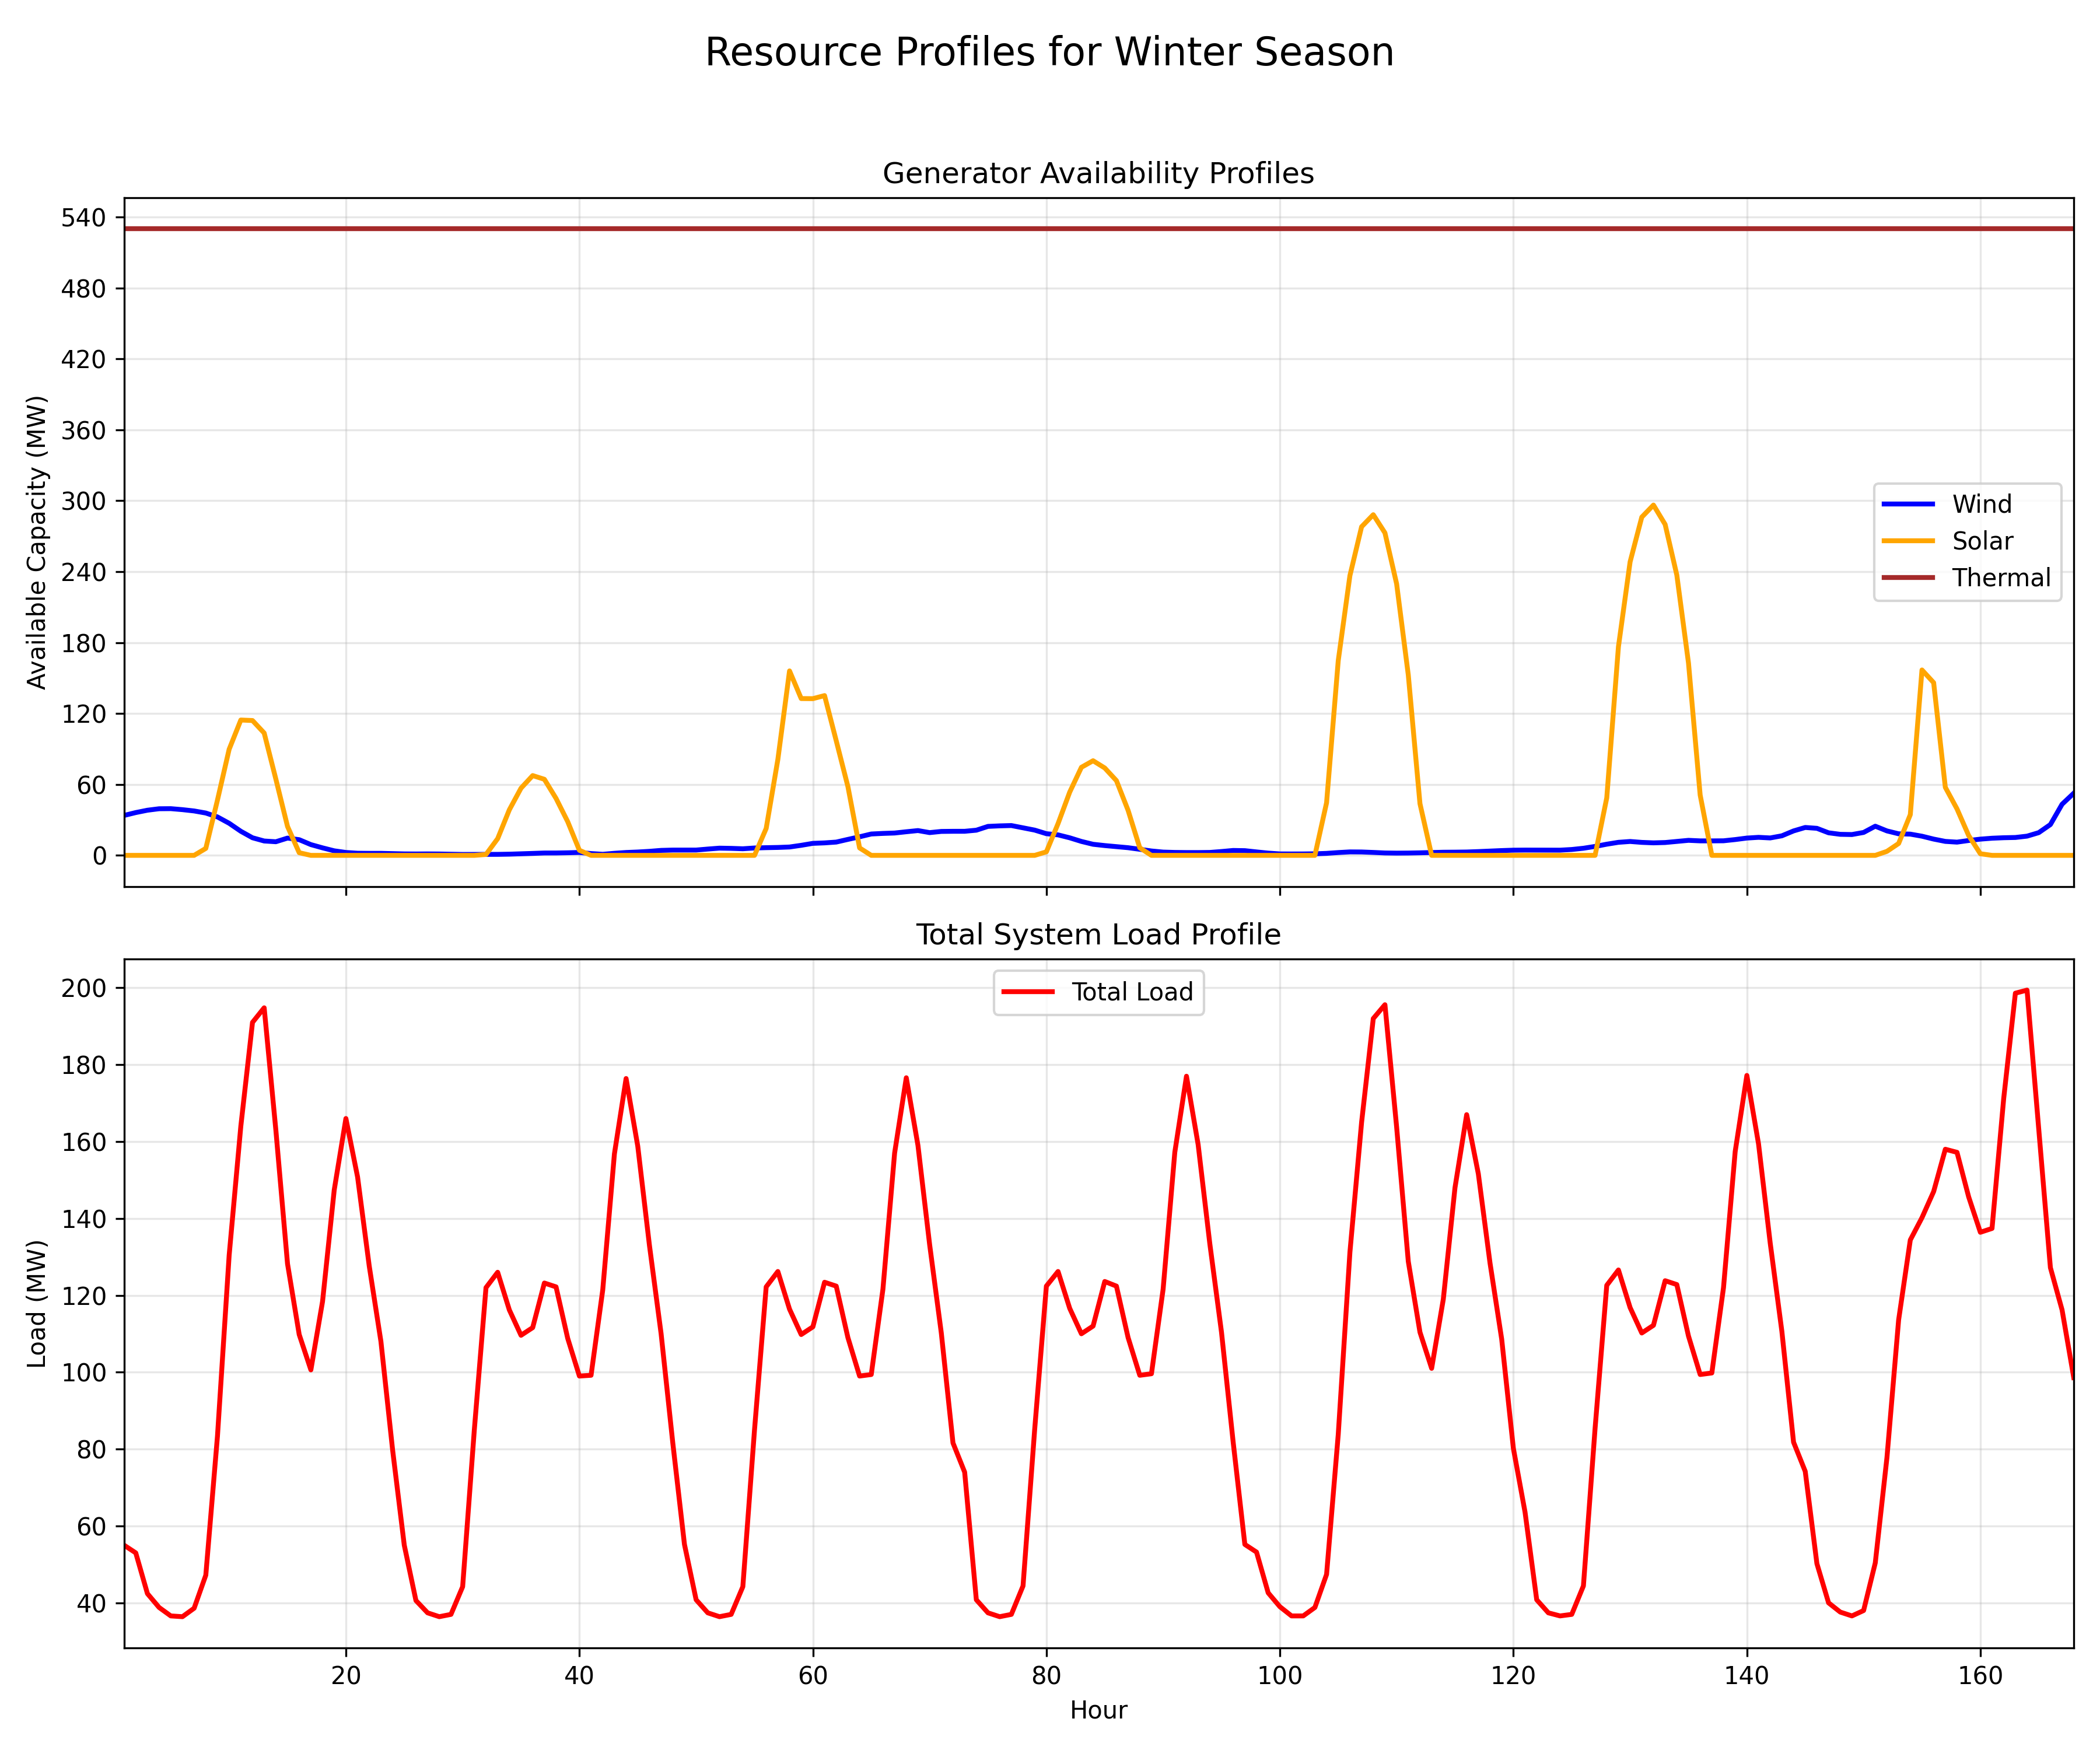 Resource Profiles for Winter Season
Generator Availability Profiles
Available Capacity (MW)
540
480
420
360
300
240
180
120
60
0
Wind
Solar
Thermal
Total System Load Profile
Load (MW)
200
180
160
140
120
100
80
60
40
Total Load
20 40 60 80 100 120 140 160
Hour